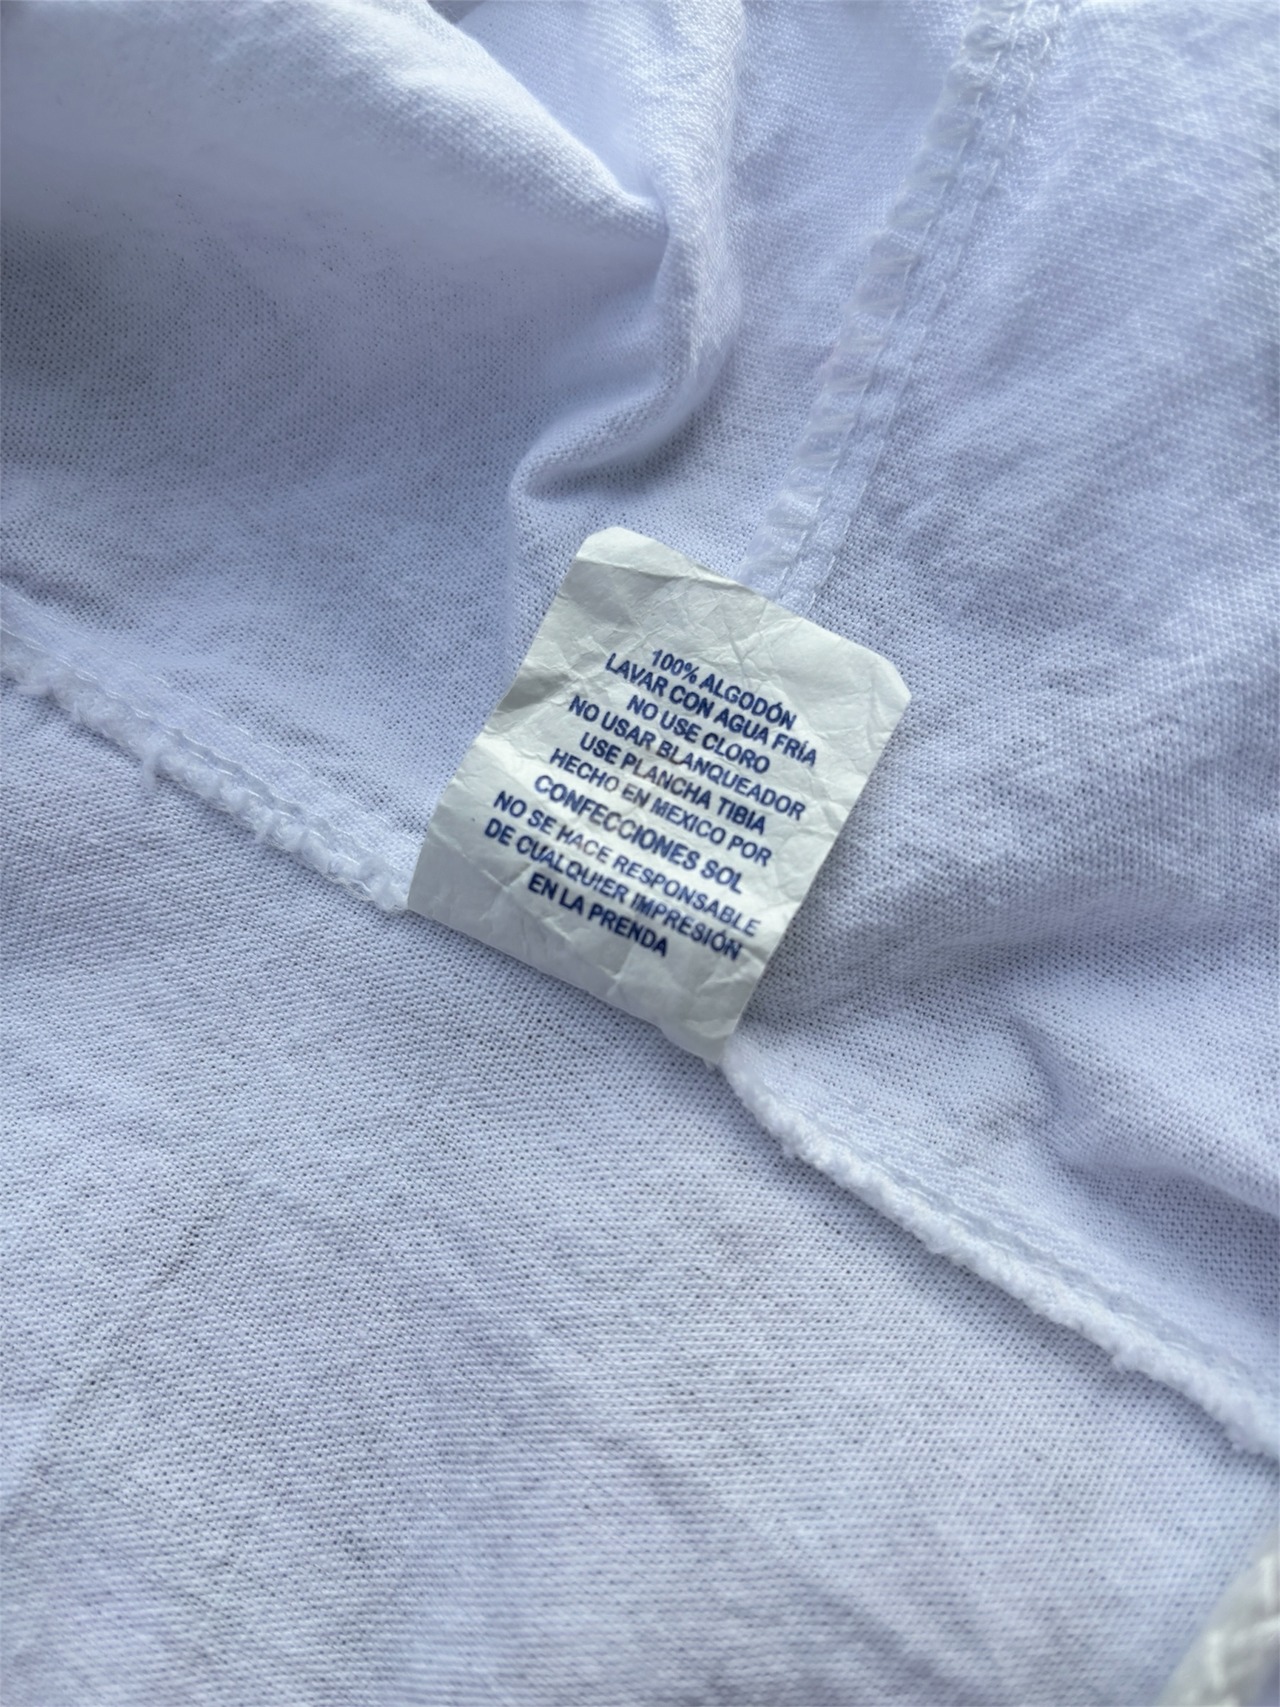 100% ALGODÓN
LAVAR CON AGUA FRÍA
NO USE CLORO
NO USAR BLANQUEADOR
USE PLANCHA TIBIA
HECHO EN MEXICO POR
CONFECCIONES SOL
NO SE HACE RESPONSABLE
DE CUALQUIER IMPRESIÓN
EN LA PRENDA